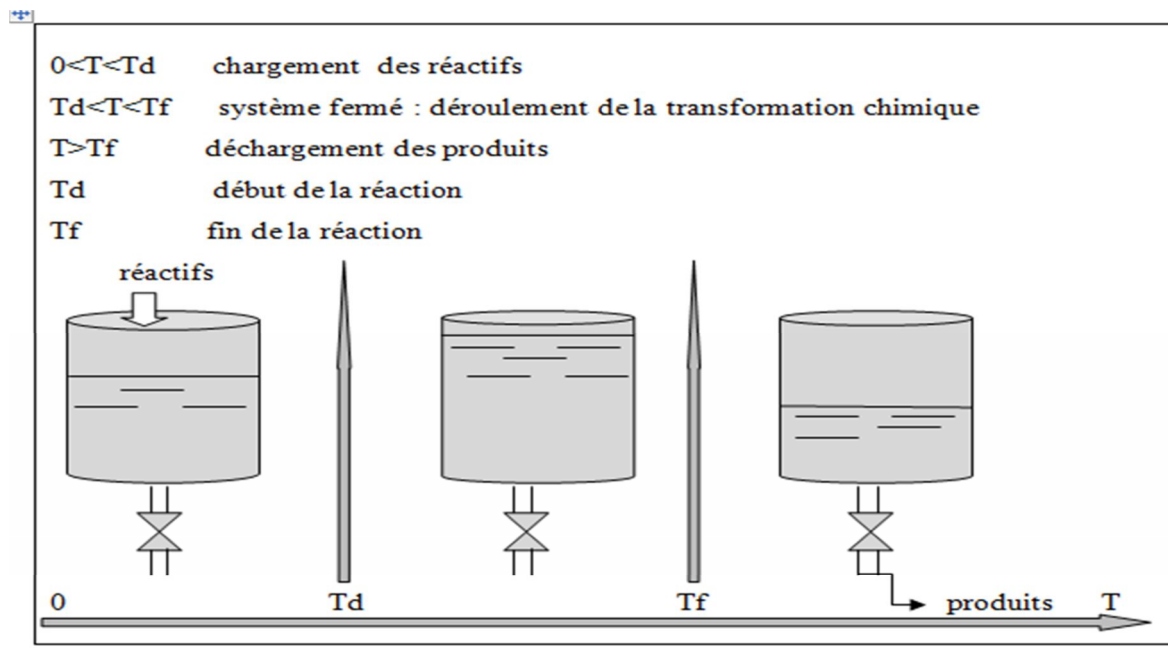 0<T<Td chargement des réactifs
Td<T<Tf système fermé : déroulement de la transformation chimique
T>Tf déchargement des produits
Td début de la réaction
Tf fin de la réaction
réactifs
0 Td Tf produits T